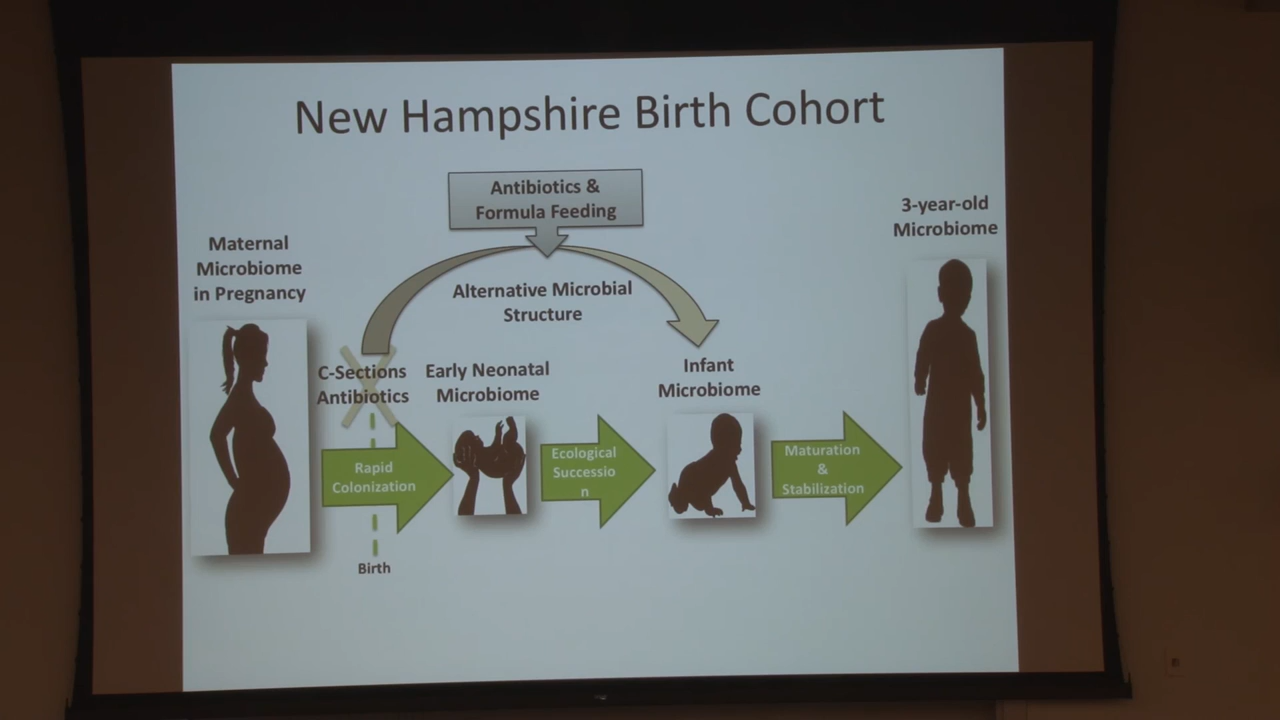 New Hampshire Birth Cohort
Antibiotics &
Formula Feeding
3-year-old
Microbiome
Maternal
Microbiome
in Pregnancy
Alternative Microbial
Structure
C-Sections
Antibiotics
Early Neonatal
Microbiome
Infant
Microbiome
Rapid
Colonization
Ecological
Successio
n
Maturation
&
Stabilization
Birth